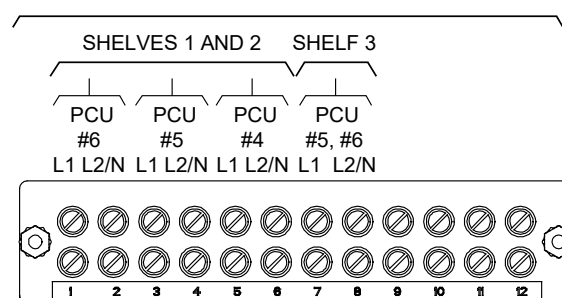 SHELVES 1 AND 2 SHELF 3
PCU PCU PCU PCU
#6 #5 #4 #5, #6
L1 L2/N L1 L2/N L1 L2/N L1 L2/N
1 2 3 4 5 6 7 8 9 10 11 12